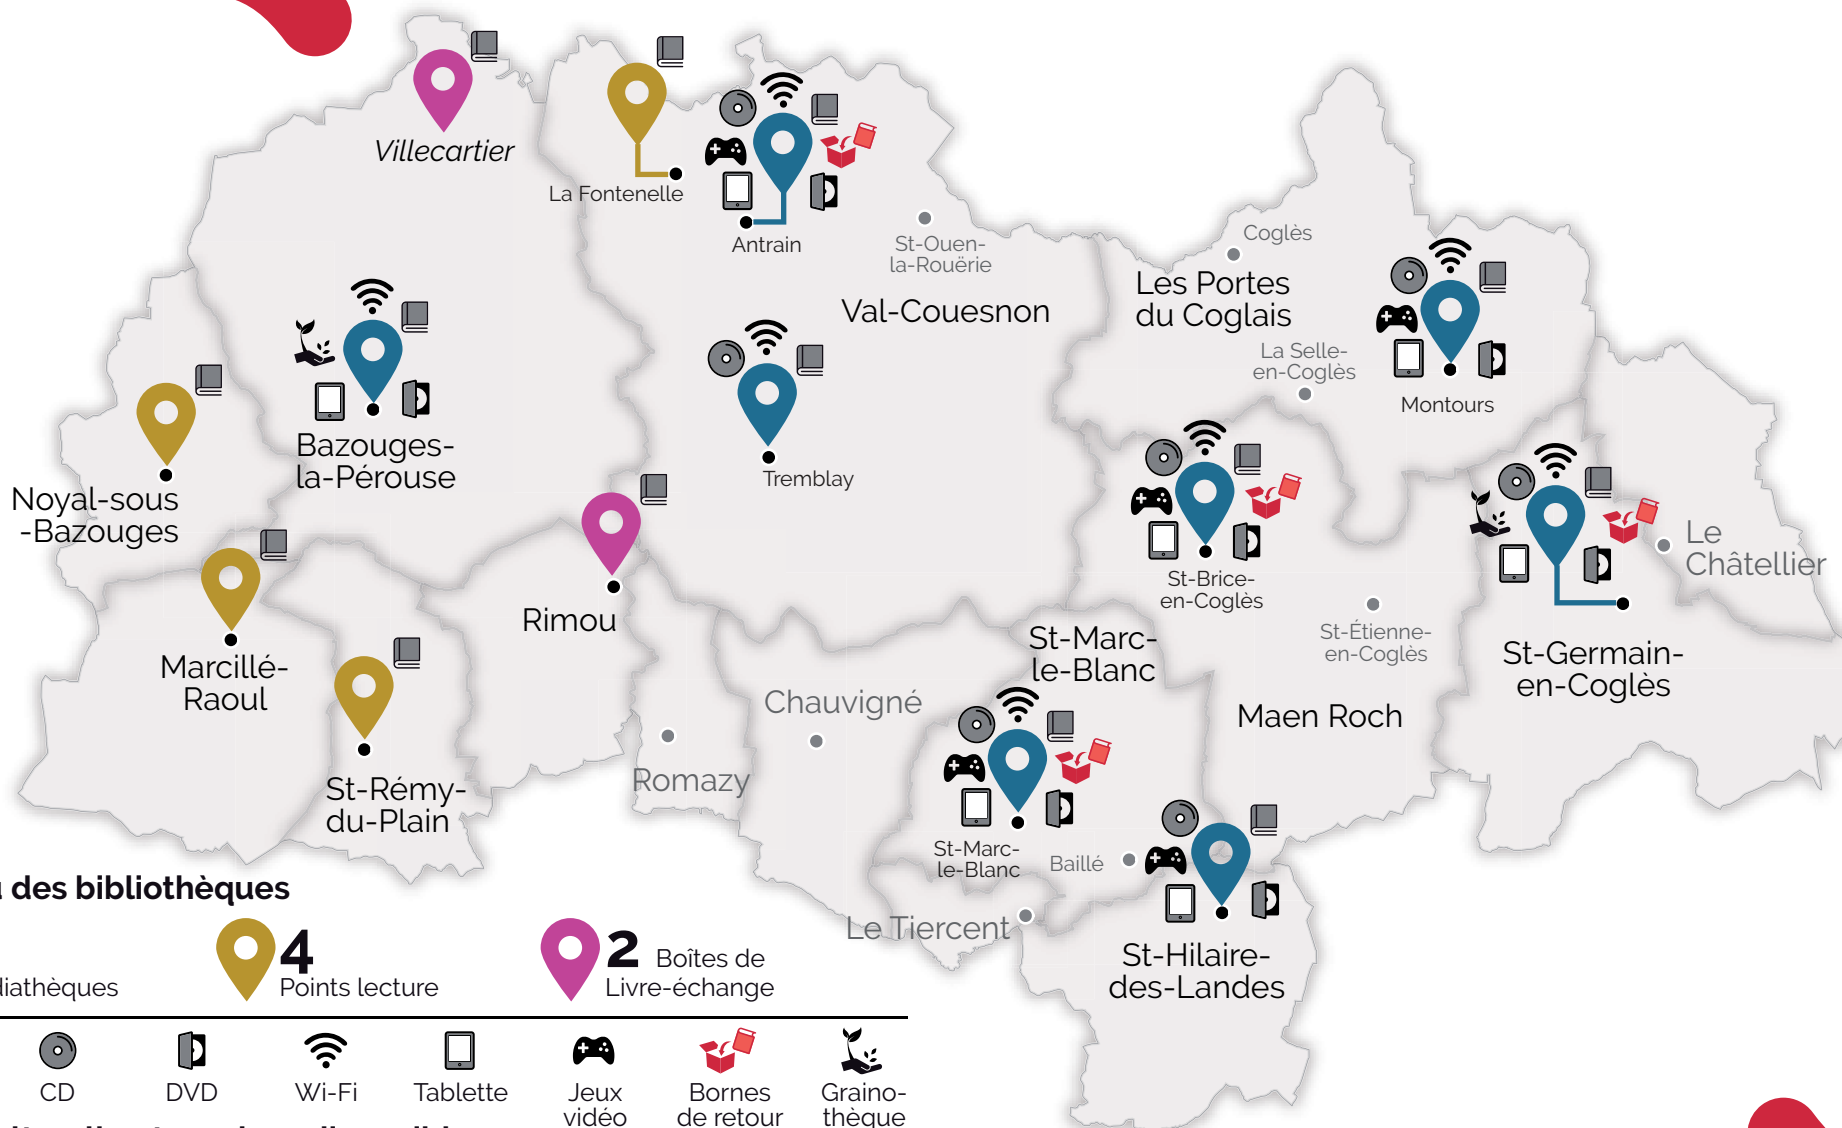 Villecartier
La Fontenelle
Antrain
St-Ouen-
la-Rouërie
Val-Couesnon
Coglès
Les Portes
du Coglais
La Selle-
en-Coglès
Montours
Bazouges-
la-Pérouse
Tremblay
Noyal-sous
-Bazouges
Marcillé-
Raoul
Rimou
St-Rémy-
du-Plain
Romazy
Chauvigné
St-Brice-
en-Coglès
St-Étienne-
en-Coglès
Le
Châtellier
St-Germain-
en-Coglès
St-Marc-
le-Blanc
Maen Roch
St-Marc-
le-Blanc
Baillé
Le Tiercent
St-Hilaire-
des-Landes
des bibliothèques
4
Points lecture
2 Boîtes de
Livre-échange
diathèques
CD
DVD
Wi-Fi
Tablette
Jeux
vidéo
Bornes
de retour
Graino-
thèque